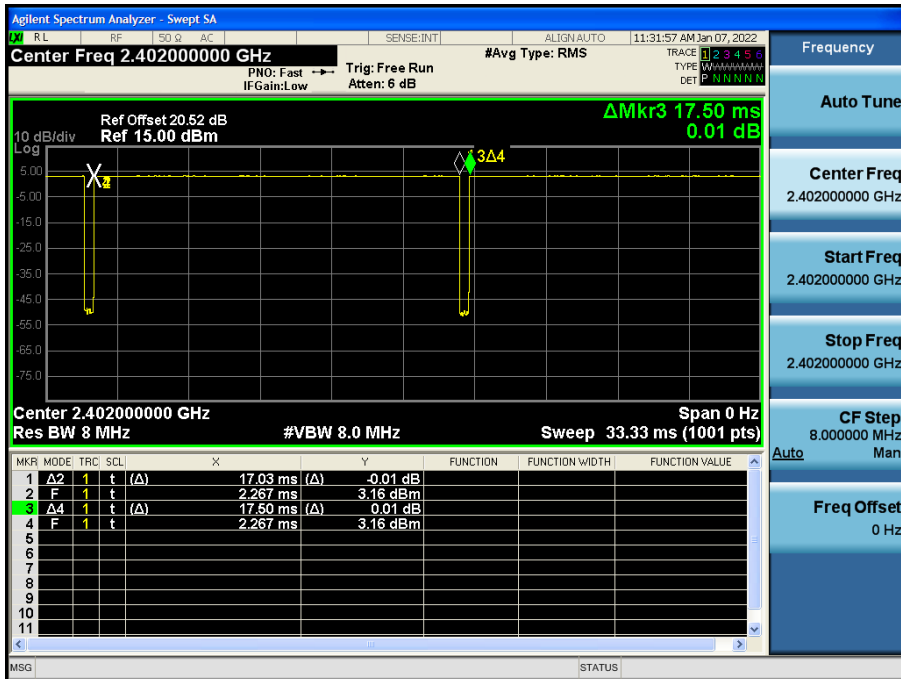 Agilent Spectrum Analyzer - Swept SA
LXI RL RF 50 Ω AC SENSE:INT ALIGN AUTO 11:31:57 AM Jan 07, 2022
Center Freq 2.402000000 GHz #Avg Type: RMS TRACE 1 2 3 4 5 6
PNO: Fast Trig: Free Run TYPE WWWWWW
IFGain:Low Atten: 6 dB DET P N N N N N
ΔMkr3 17.50 ms
0.01 dB
Ref Offset 20.52 dB
10 dB/div Ref 15.00 dBm
Log
5.00
-5.00
-15.0
-25.0
-35.0
-45.0
-55.0
-65.0
-75.0
3Δ4
Center 2.402000000 GHz Span 0 Hz
Res BW 8 MHz #VBW 8.0 MHz Sweep 33.33 ms (1001 pts)
MKR MODE TRC SCL X Y FUNCTION FUNCTION WIDTH FUNCTION VALUE
1 Δ2 1 t (Δ) 17.03 ms (Δ) -0.01 dB
2 F 1 t 2.267 ms 3.16 dBm
3 Δ4 1 t (Δ) 17.50 ms (Δ) 0.01 dB
4 F 1 t 2.267 ms 3.16 dBm
5
6
7
8
9
10
11
MSG STATUS
Frequency
Auto Tune
Center Freq
2.402000000 GHz
Start Freq
2.402000000 GHz
Stop Freq
2.402000000 GHz
CF Step
8.000000 MHz
Auto Man
Freq Offset
0 Hz